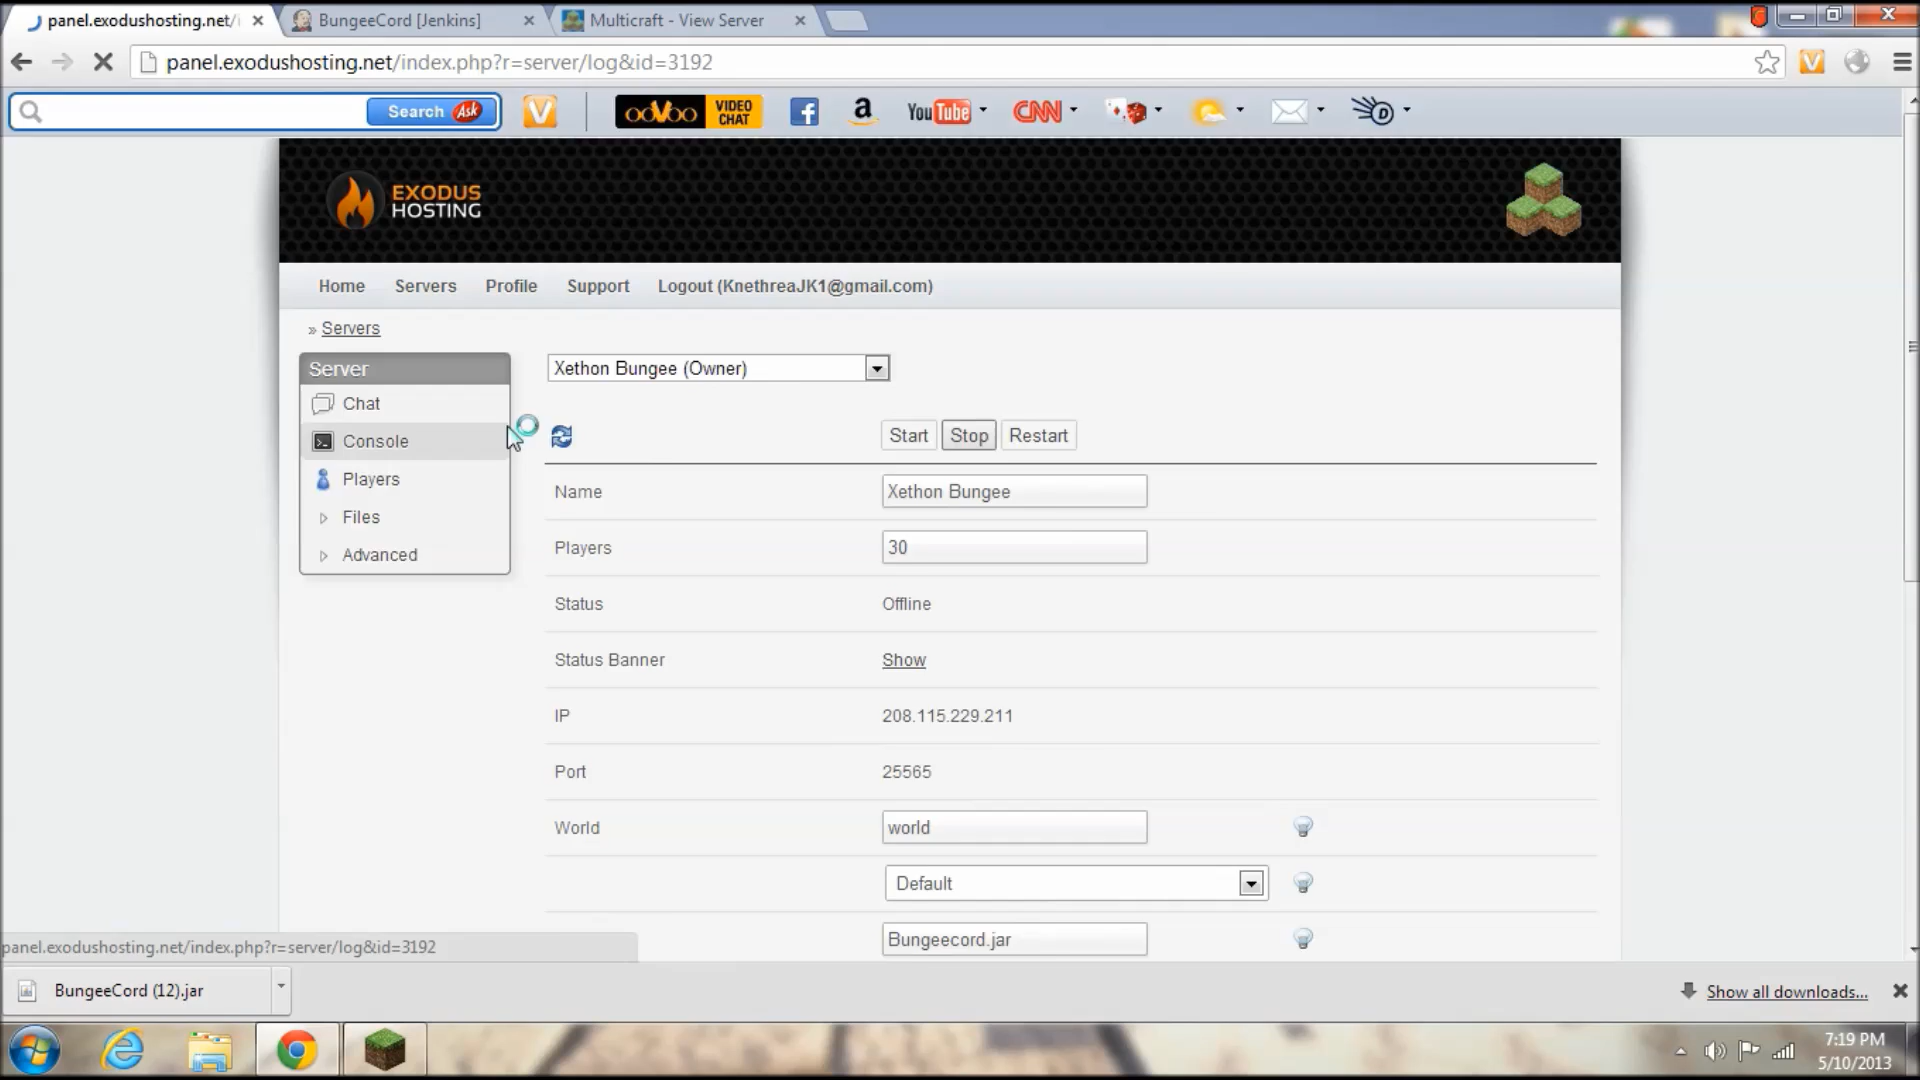 panel.exodushosting.net/i
BungeeCord [Jenkins]
Multicraft - View Server
panel.exodushosting.net/index.php?r=server/log&id=3192
Search Ask
V
ooVoo VIDEO CHAT
f
a
YouTube
CNN
V
EXODUS HOSTING
Home Servers Profile Support Logout (KnethreaJK1@gmail.com)
» Servers
Server
Chat
Console
Players
Files
Advanced
Xethon Bungee (Owner)
Start Stop Restart
Name Xethon Bungee
Players 30
Status Offline
Status Banner Show
IP 208.115.229.211
Port 25565
World world
Default
Bungeecord.jar
panel.exodushosting.net/index.php?r=server/log&id=3192
BungeeCord (12).jar
Show all downloads...
7:19 PM
5/10/2013